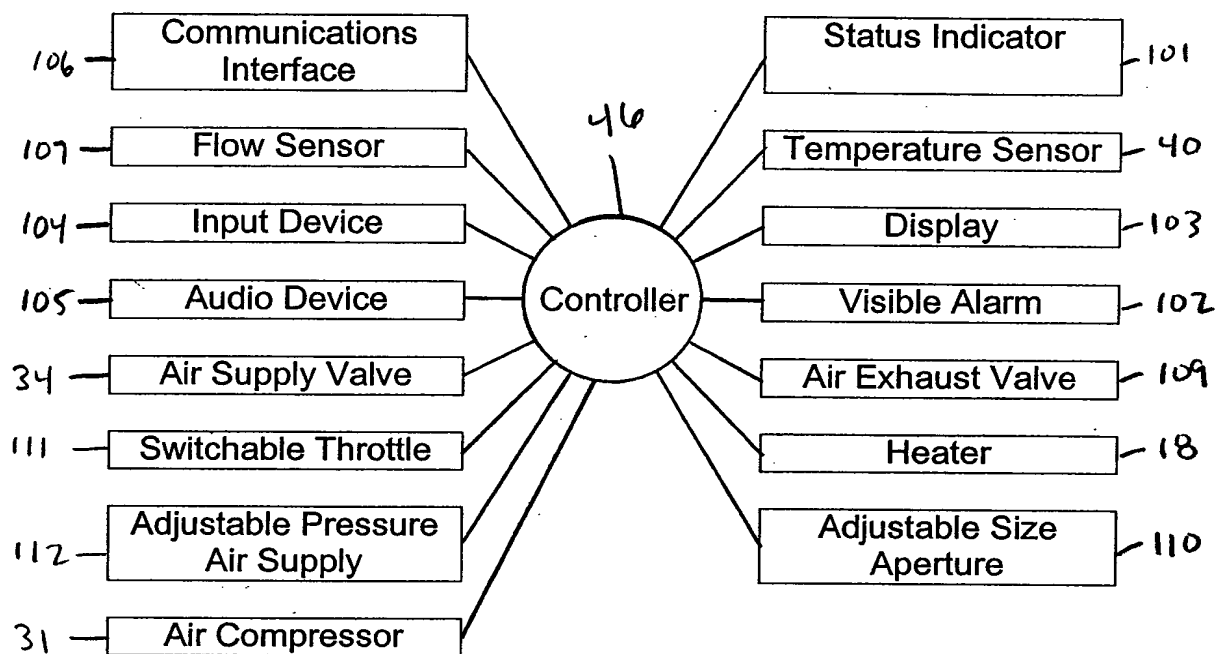 106
Communications
Interface
107
Flow Sensor
104
Input Device
105
Audio Device
34
Air Supply Valve
111
Switchable Throttle
112
Adjustable Pressure
Air Supply
31
Air Compressor
46
Controller
Status Indicator
101
Temperature Sensor
40
Display
103
Visible Alarm
102
Air Exhaust Valve
109
Heater
18
Adjustable Size
Aperture
110